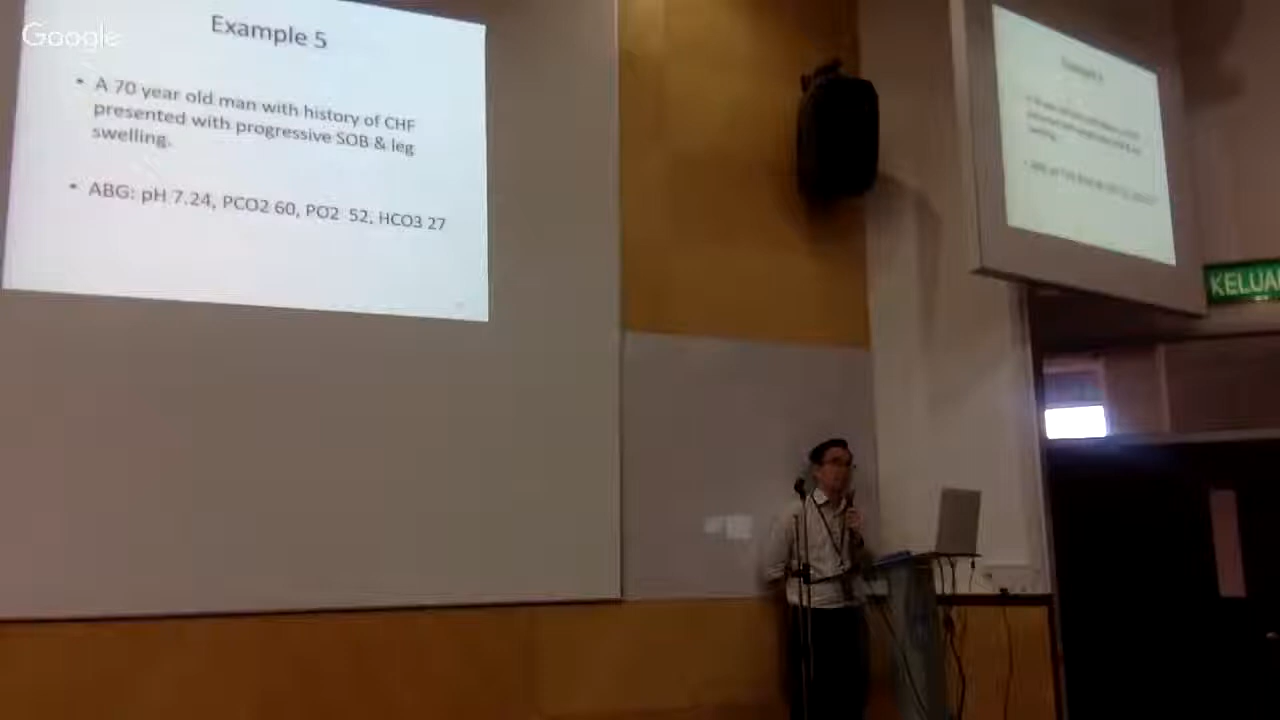 Google
Example 5
• A 70 year old man with history of CHF
presented with progressive SOB & leg
swelling.
• ABG: pH 7.24, PCO2 60, PO2 52, HCO3 27